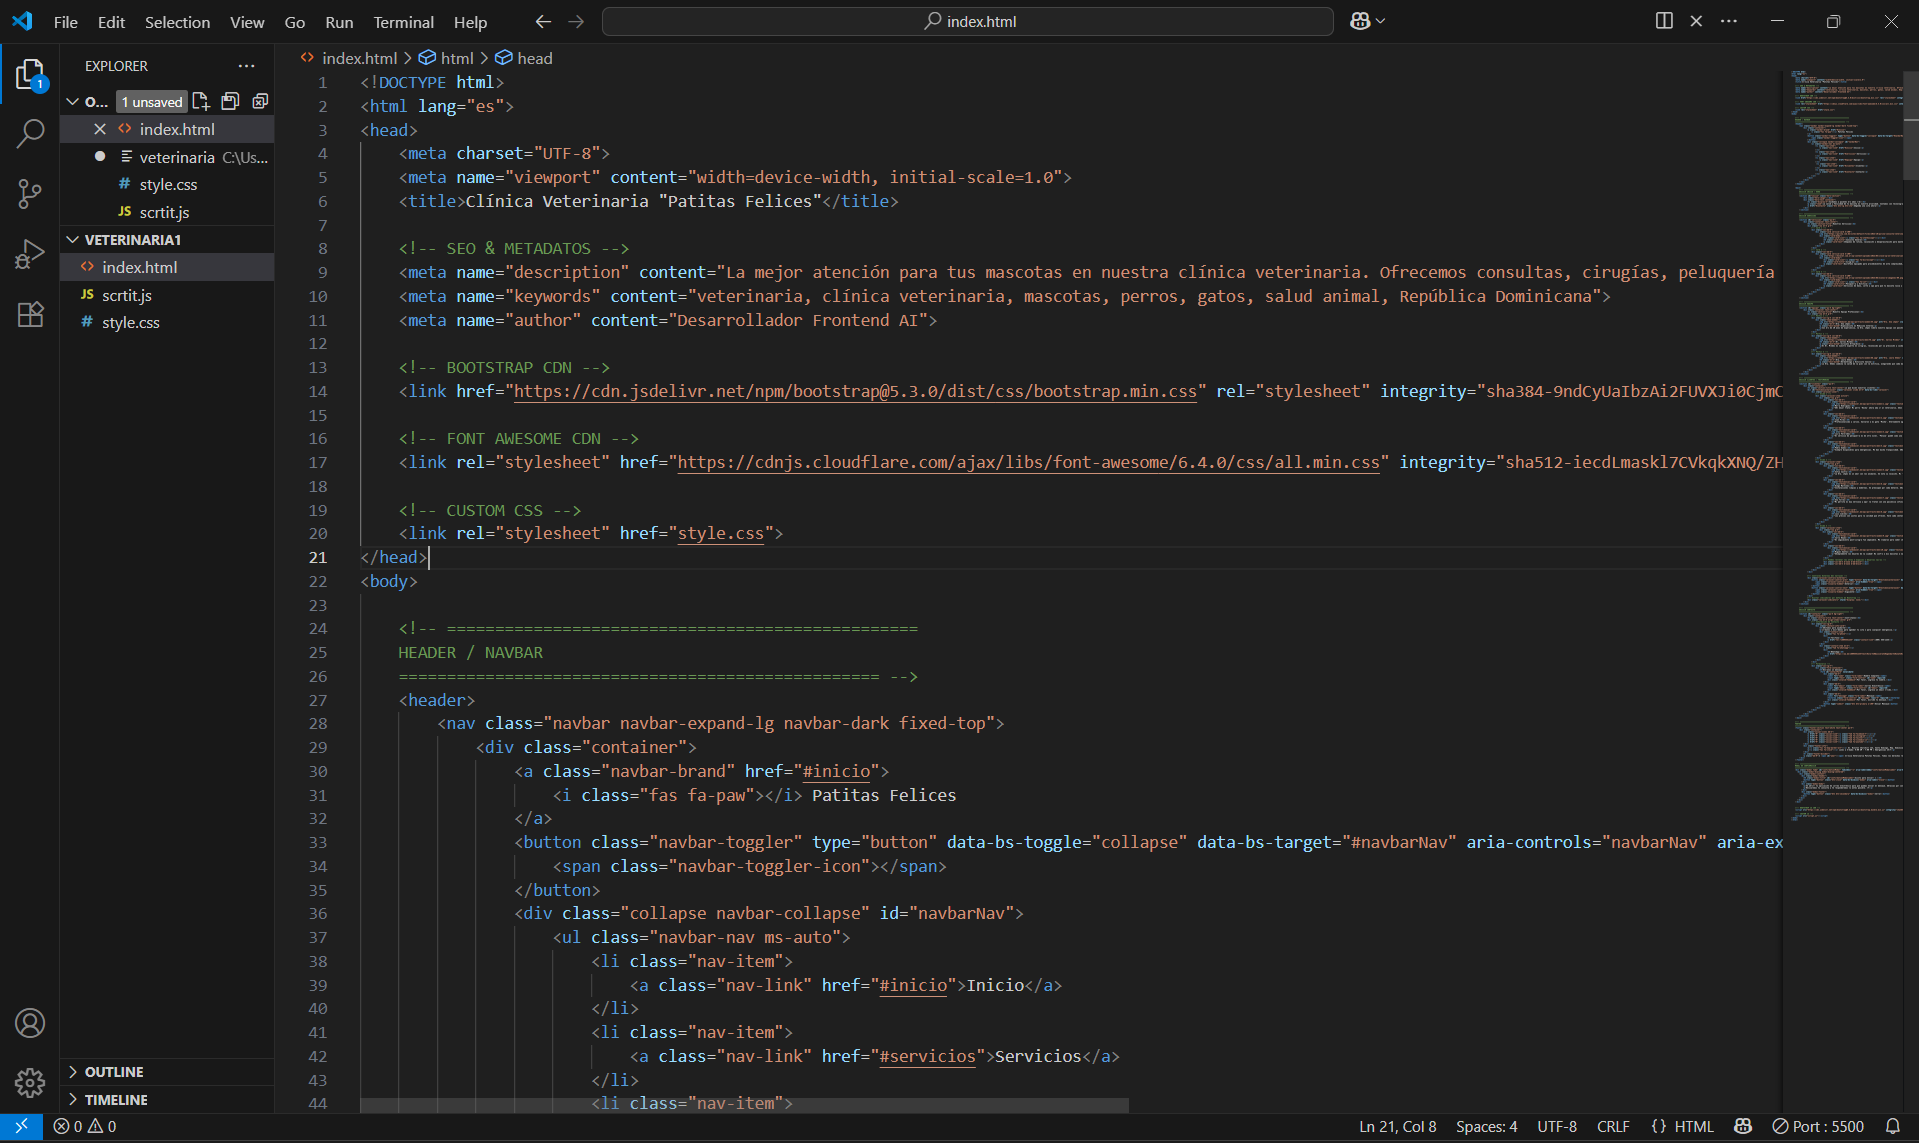 File Edit Selection View Go Run Terminal Help
index.html
EXPLORER
O... 1 unsaved
index.html
veterinaria C:\Us...
# style.css
JS scrtit.js
VETERINARIA1
index.html
JS scrtit.js
# style.css
OUTLINE
TIMELINE
1
index.html > html > head
1 <!DOCTYPE html>
2 <html lang="es">
3 <head>
4 <meta charset="UTF-8">
5 <meta name="viewport" content="width=device-width, initial-scale=1.0">
6 <title>Clínica Veterinaria "Patitas Felices"</title>
7
8 <!-- SEO & METADATOS -->
9 <meta name="description" content="La mejor atención para tus mascotas en nuestra clínica veterinaria. Ofrecemos consultas, cirugías, peluquería
10 <meta name="keywords" content="veterinaria, clínica veterinaria, mascotas, perros, gatos, salud animal, República Dominicana">
11 <meta name="author" content="Desarrollador Frontend AI">
12
13 <!-- BOOTSTRAP CDN -->
14 <link href="https://cdn.jsdelivr.net/npm/bootstrap@5.3.0/dist/css/bootstrap.min.css" rel="stylesheet" integrity="sha384-9ndCyUaIbzAi2FUVXJi0CjmC
15
16 <!-- FONT AWESOME CDN -->
17 <link rel="stylesheet" href="https://cdnjs.cloudflare.com/ajax/libs/font-awesome/6.4.0/css/all.min.css" integrity="sha512-iecdLmaskl7CVkqkXNQ/ZH
18
19 <!-- CUSTOM CSS -->
20 <link rel="stylesheet" href="style.css">
21 </head>
22 <body>
23
24 <!-- =================================================
25 HEADER / NAVBAR
26 ================================================== -->
27 <header>
28 <nav class="navbar navbar-expand-lg navbar-dark fixed-top">
29 <div class="container">
30 <a class="navbar-brand" href="#inicio">
31 <i class="fas fa-paw"></i> Patitas Felices
32 </a>
33 <button class="navbar-toggler" type="button" data-bs-toggle="collapse" data-bs-target="#navbarNav" aria-controls="navbarNav" aria-ex
34 <span class="navbar-toggler-icon"></span>
35 </button>
36 <div class="collapse navbar-collapse" id="navbarNav">
37 <ul class="navbar-nav ms-auto">
38 <li class="nav-item">
39 <a class="nav-link" href="#inicio">Inicio</a>
40 </li>
41 <li class="nav-item">
42 <a class="nav-link" href="#servicios">Servicios</a>
43 </li>
44 <li class="nav-item">
0 0
Ln 21, Col 8 Spaces: 4 UTF-8 CRLF {} HTML Port : 5500